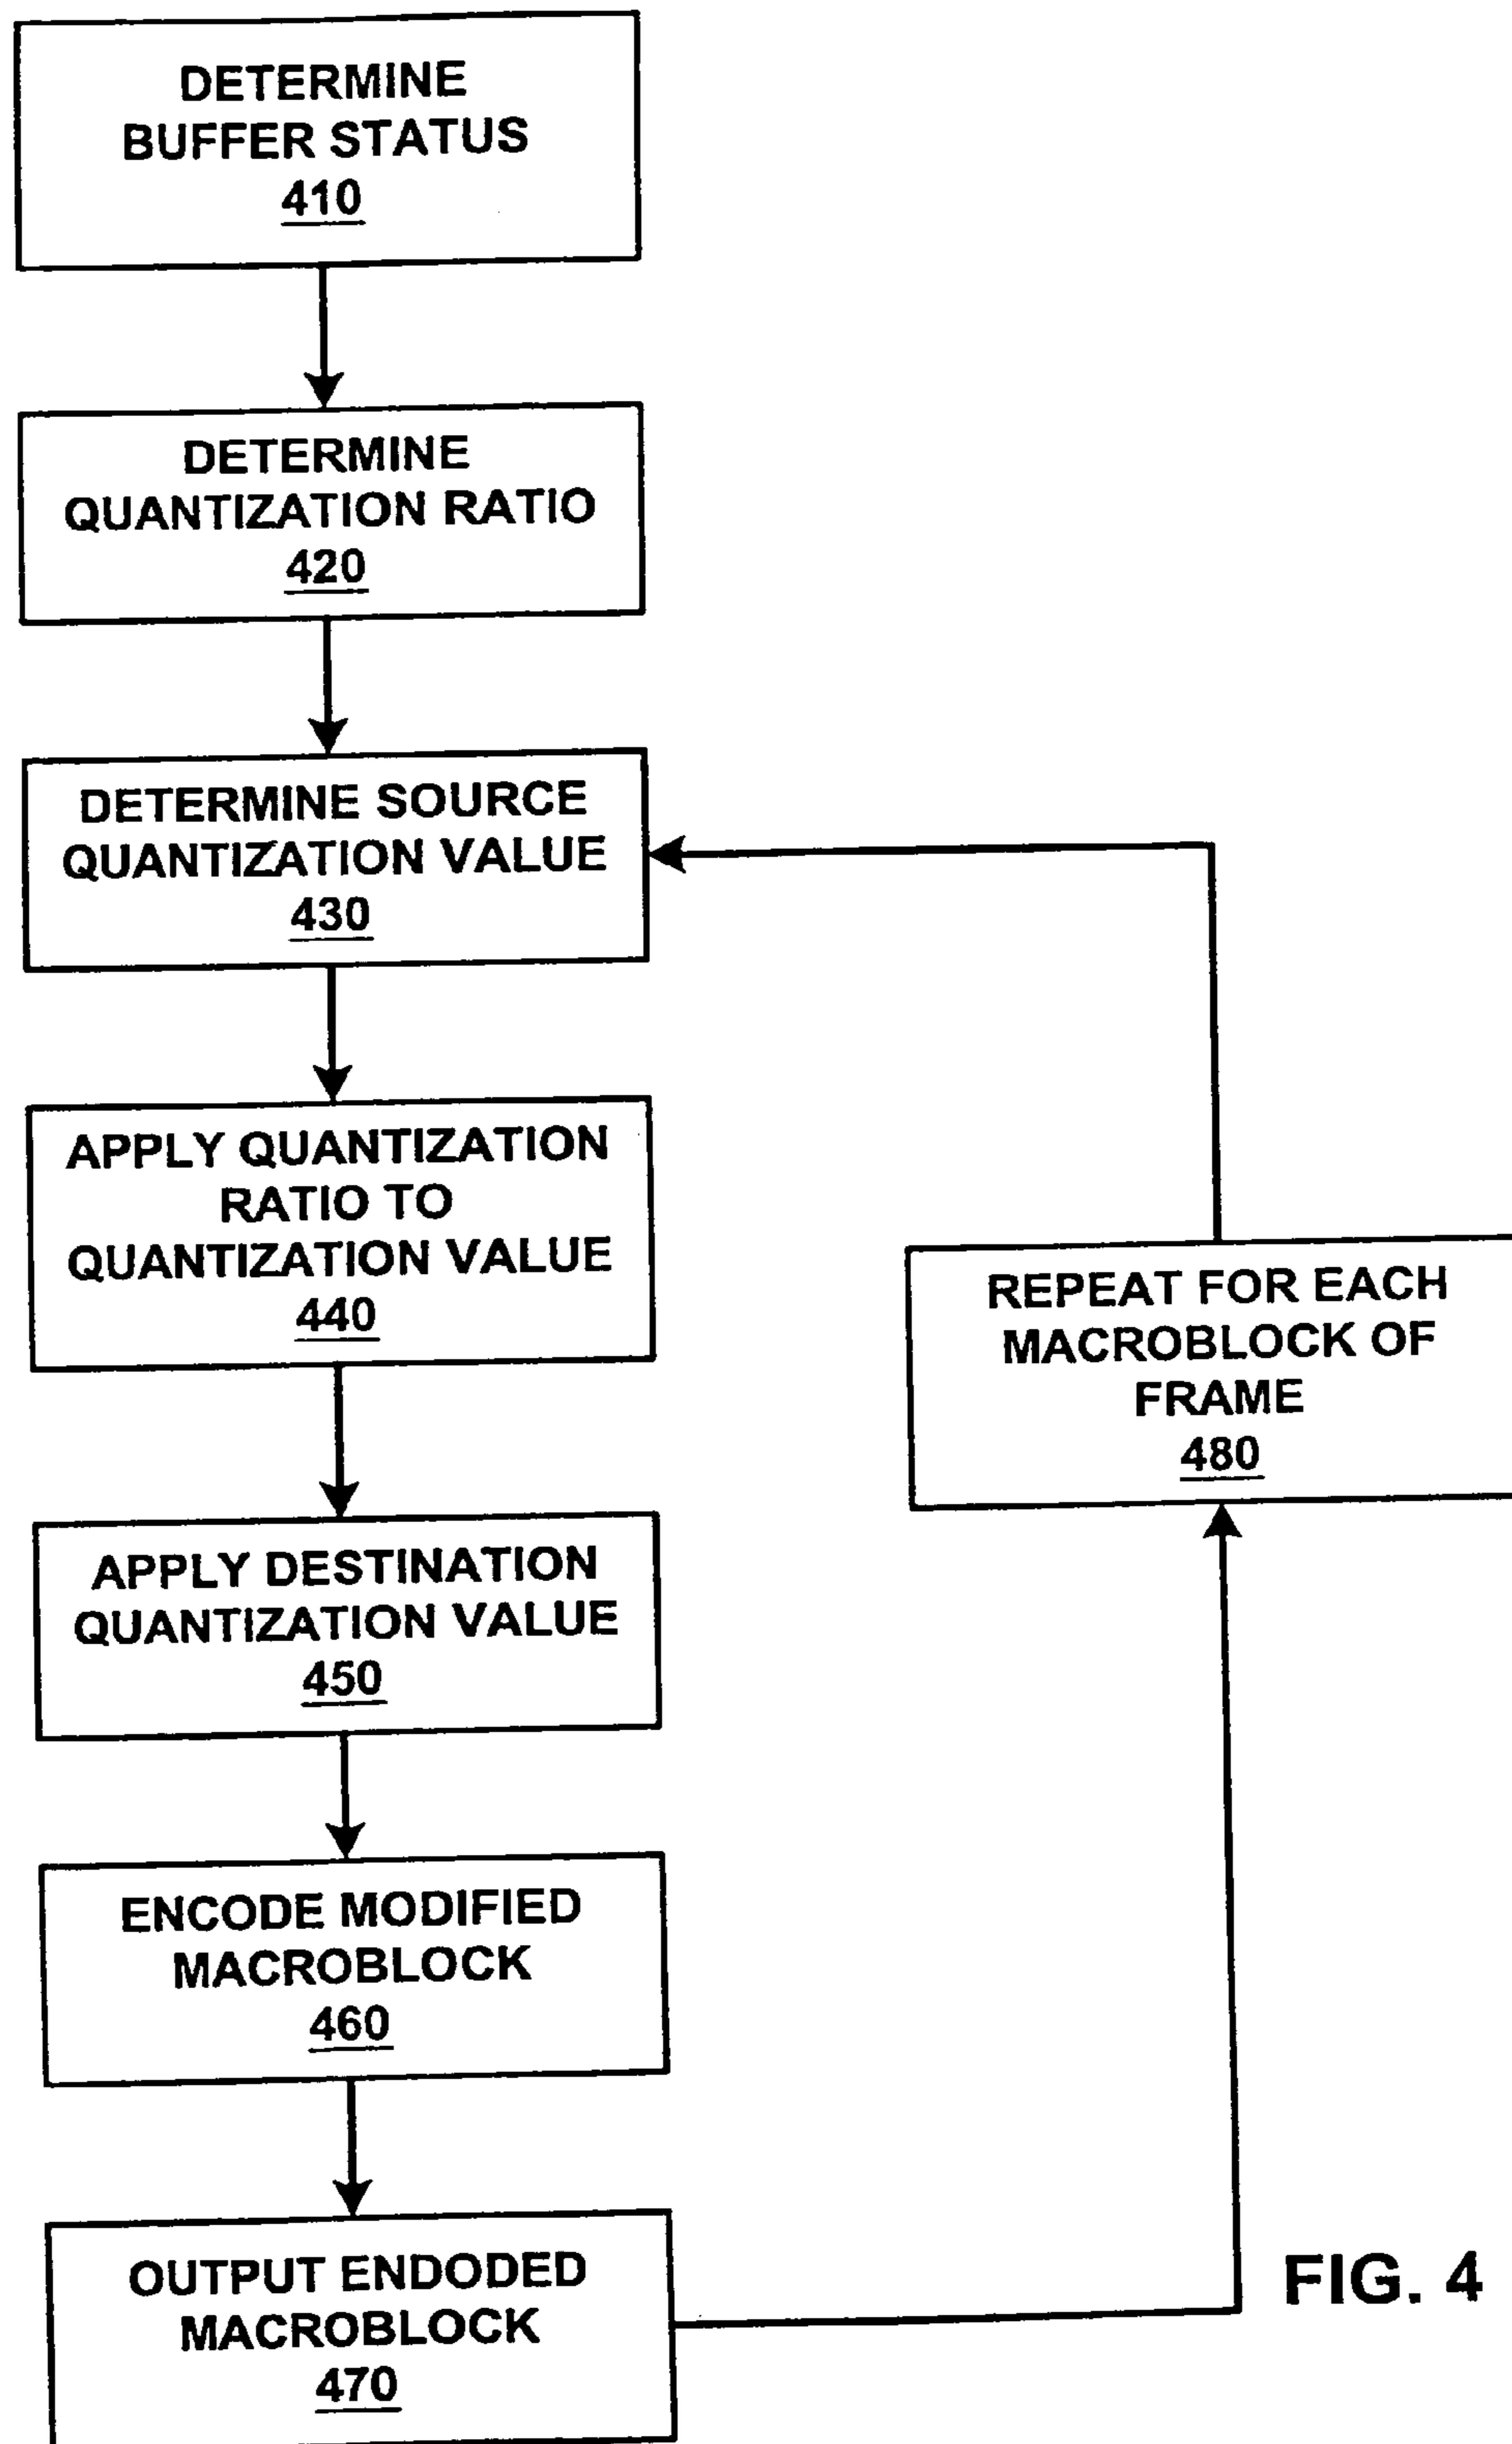 DETERMINE
BUFFER STATUS
410
DETERMINE
QUANTIZATION RATIO
420
DETERMINE SOURCE
QUANTIZATION VALUE
430
APPLY QUANTIZATION
RATIO TO
QUANTIZATION VALUE
440
APPLY DESTINATION
QUANTIZATION VALUE
450
ENCODE MODIFIED
MACROBLOCK
460
OUTPUT ENDODED
MACROBLOCK
470
REPEAT FOR EACH
MACROBLOCK OF
FRAME
480
FIG. 4